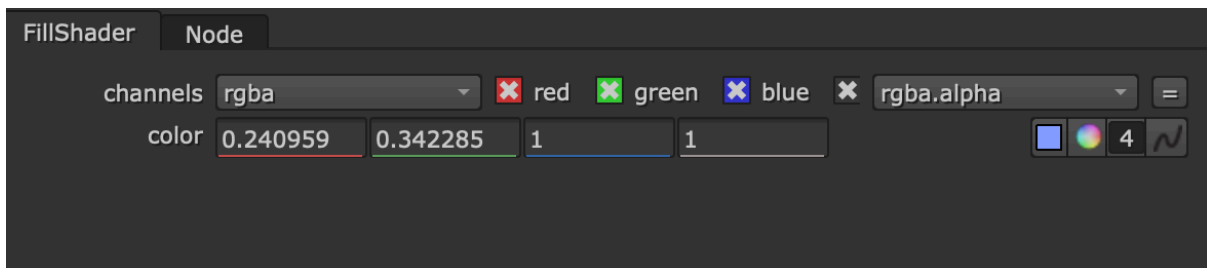 FillShader Node
channels rgba red green blue rgba.alpha =
color 0.240959 0.342285 1 1 4